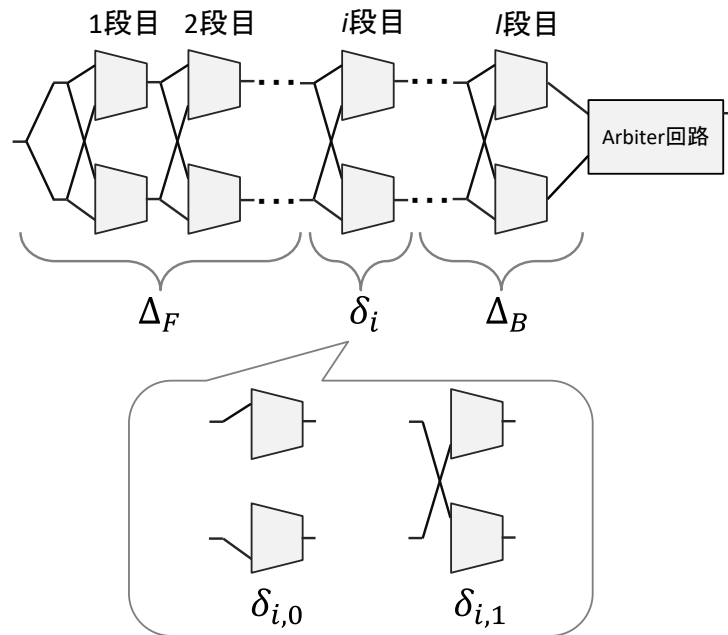 1段目 2段目 i段目 l段目
Arbiter回路
Δ_F δ_i Δ_B
δ_{i,0} δ_{i,1}